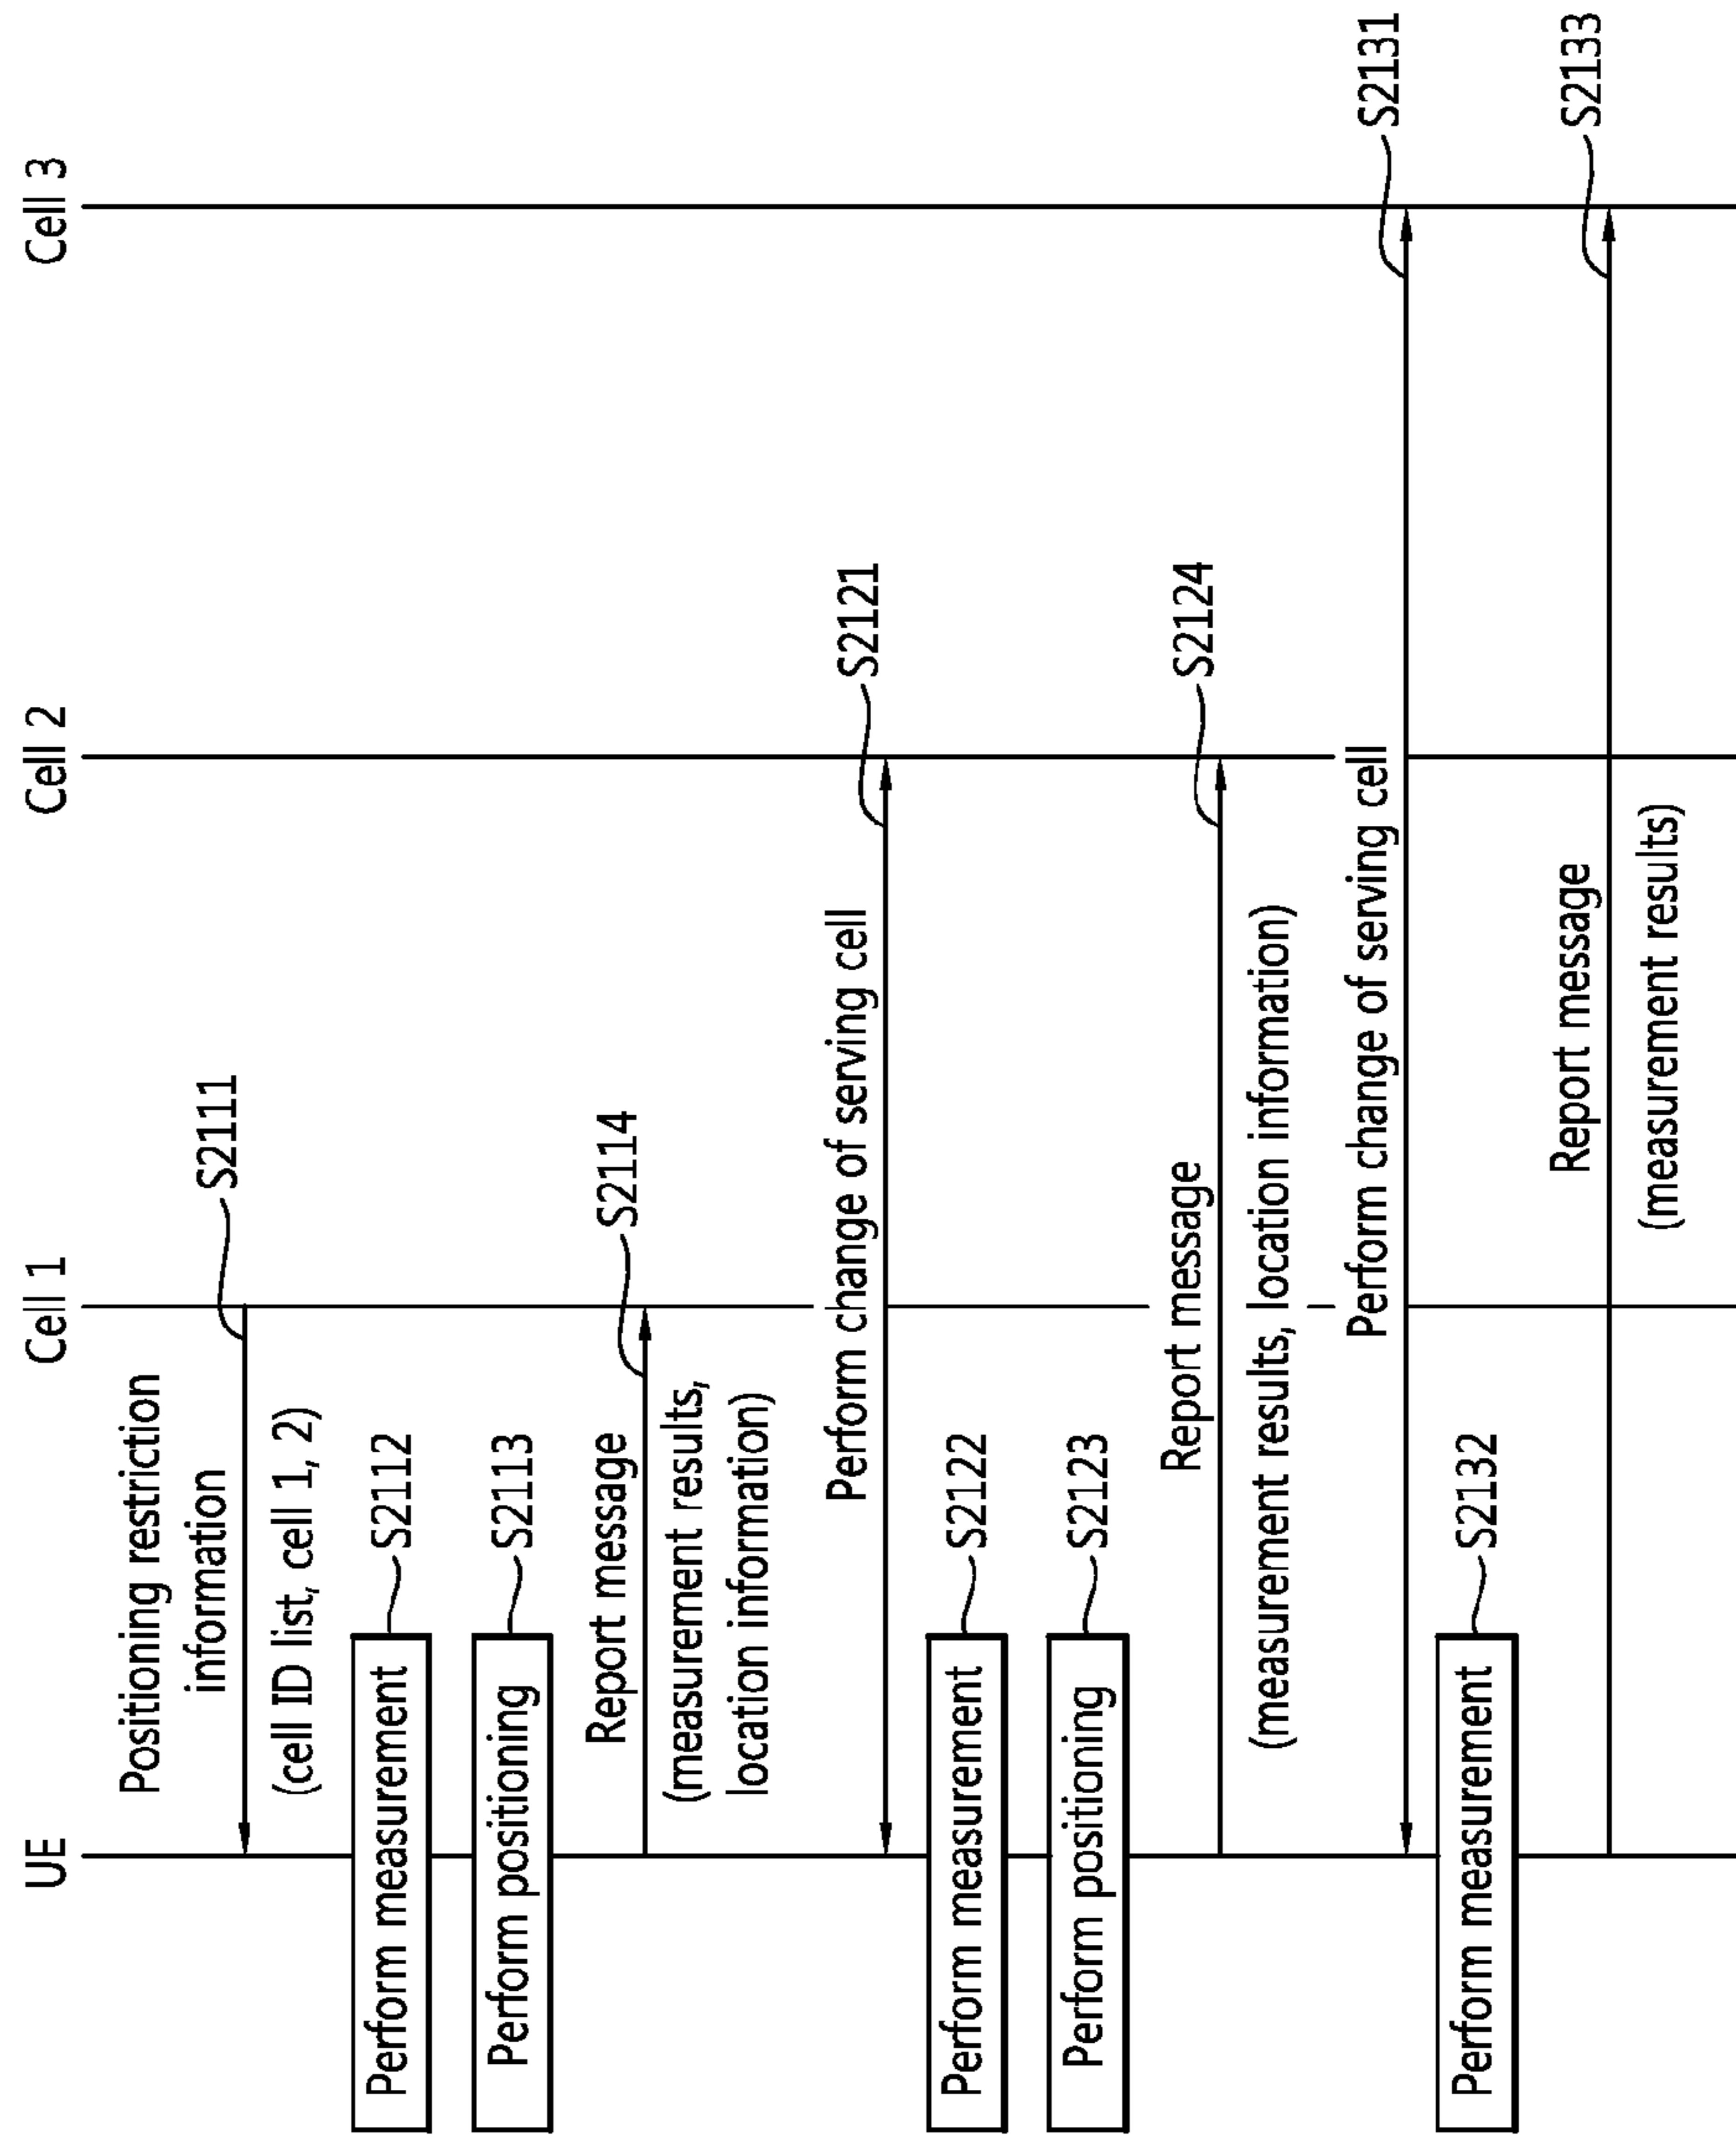 UE
Cell 1
Cell 2
Cell 3
Positioning restriction
information
S2111
(cell ID list, cell 1, 2)
Perform measurement
S2112
Perform positioning
S2113
Report message
S2114
(measurement results,
location information)
Perform change of serving cell
S2121
Perform measurement
S2122
Perform positioning
S2123
Report message
S2124
(measurement results, location information)
Perform change of serving cell
S2131
Perform measurement
S2132
Report message
S2133
(measurement results)